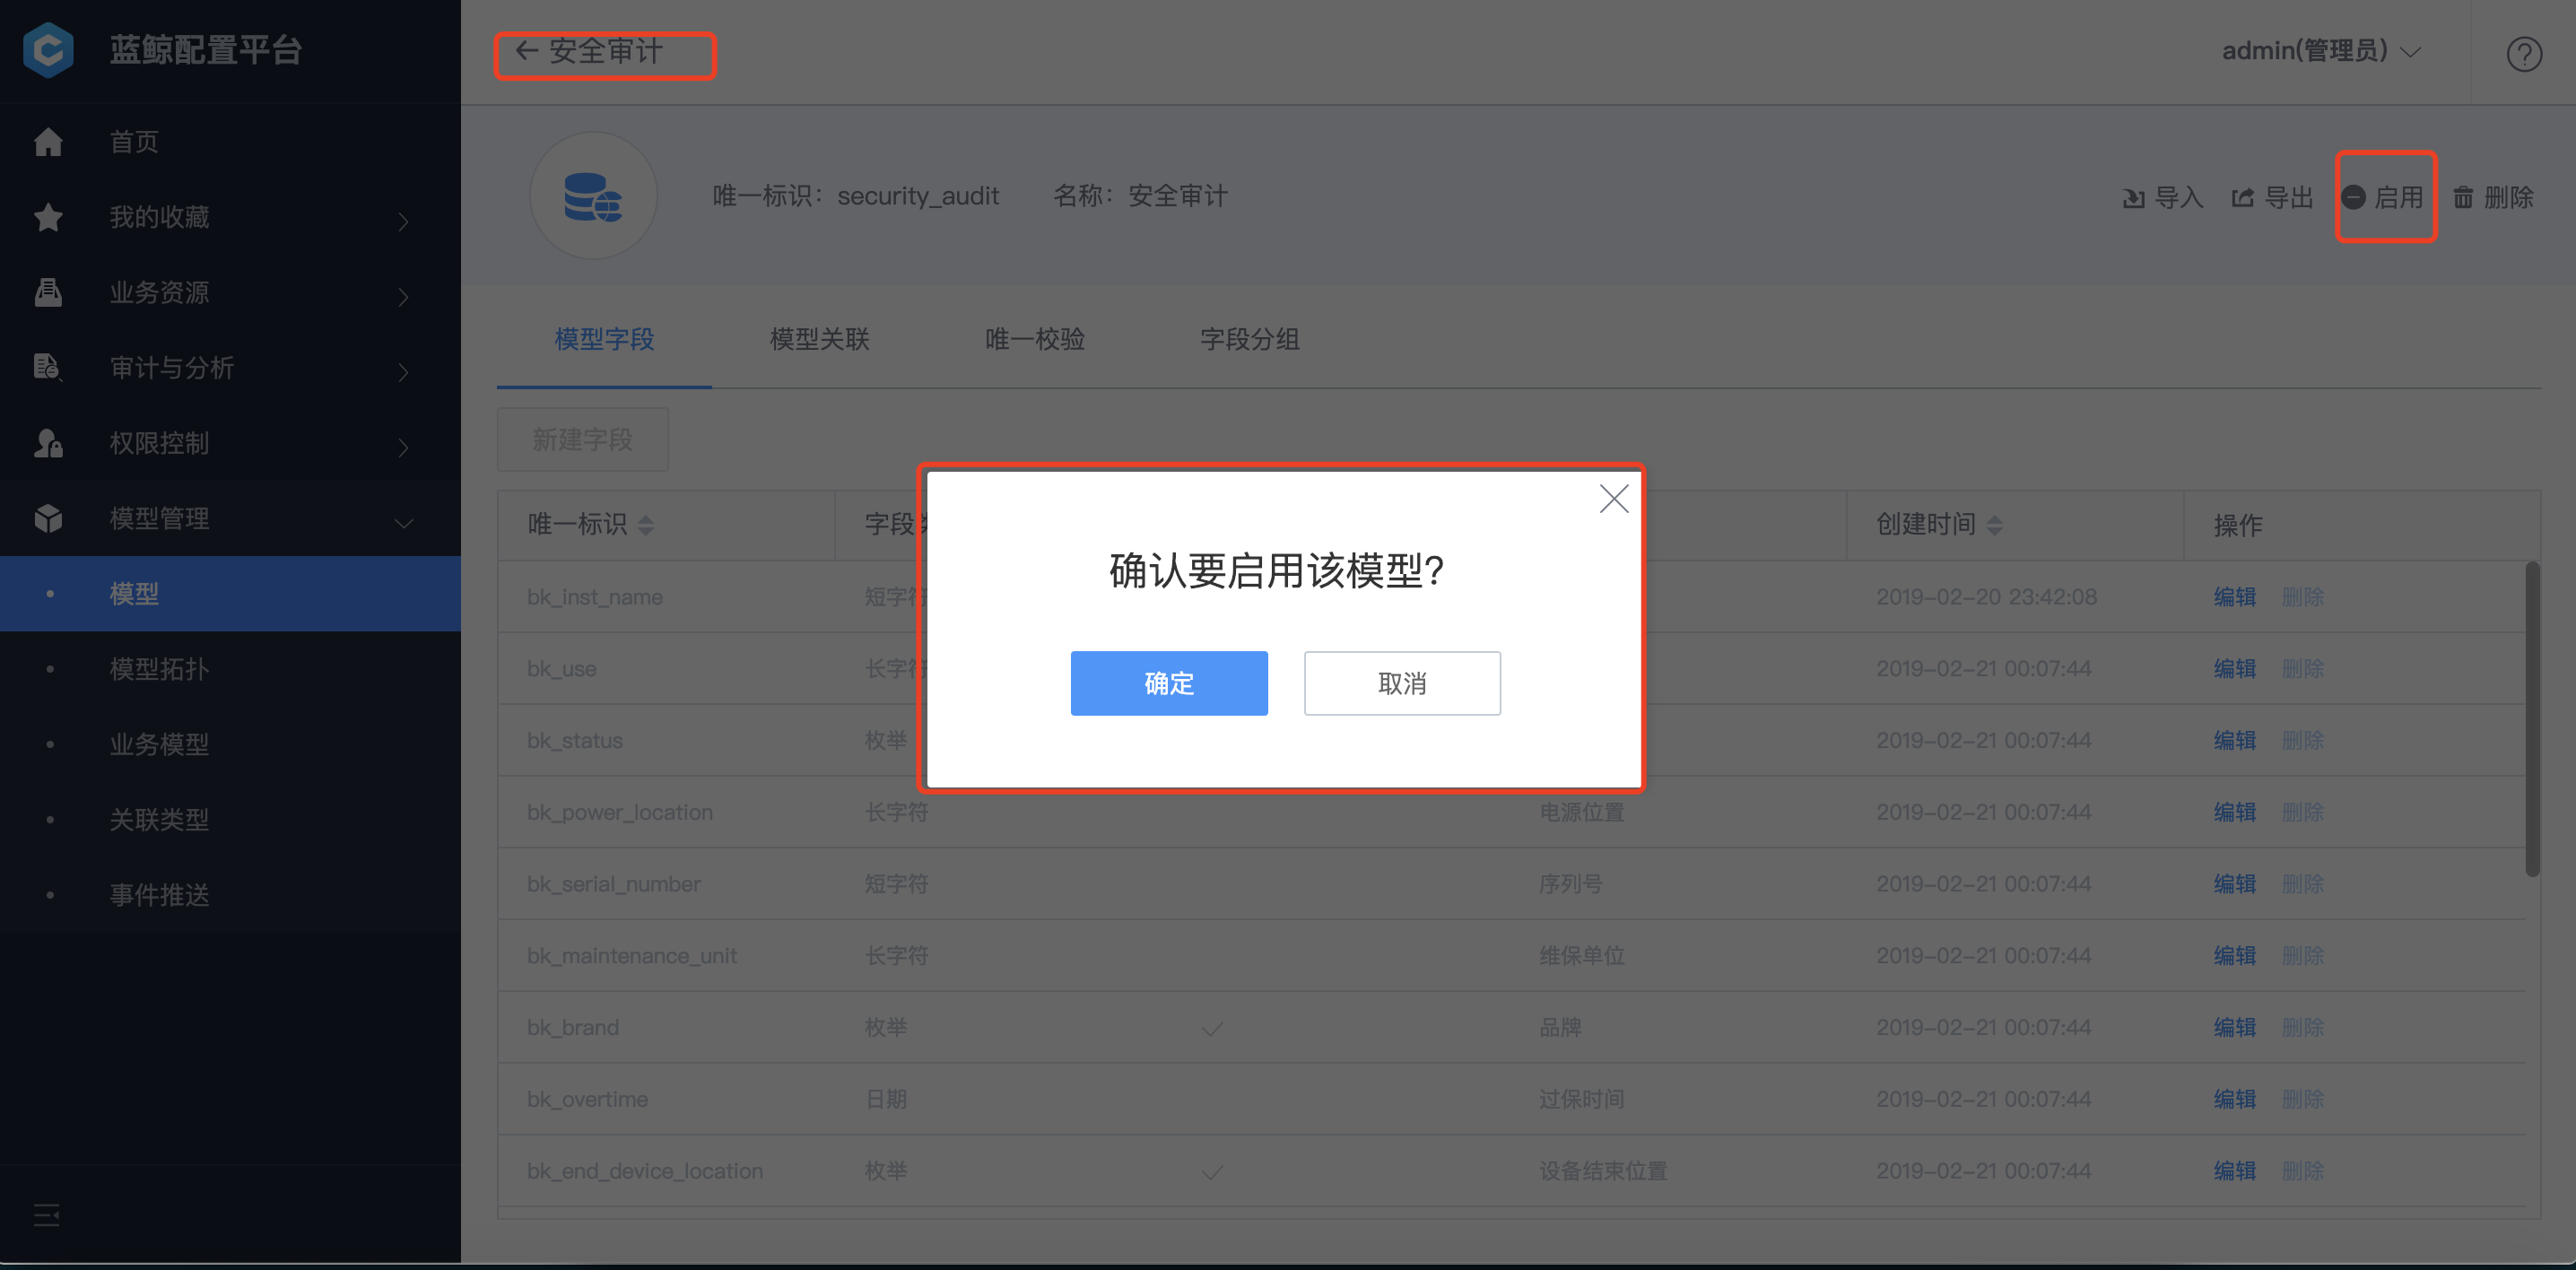 蓝鲸配置平台
安全审计
admin(管理员)
首页
我的收藏
业务资源
审计与分析
权限控制
模型管理
模型
模型拓扑
业务模型
关联类型
事件推送
唯一标识：security_audit 名称：安全审计
导入 导出 启用 删除
模型字段 模型关联 唯一校验 字段分组
新建字段
唯一标识 字段 创建时间 操作
bk_inst_name 短字符 2019-02-20 23:42:08 编辑 删除
bk_use 长字符 2019-02-21 00:07:44 编辑 删除
bk_status 枚举 2019-02-21 00:07:44 编辑 删除
bk_power_location 长字符 电源位置 2019-02-21 00:07:44 编辑 删除
bk_serial_number 短字符 序列号 2019-02-21 00:07:44 编辑 删除
bk_maintenance_unit 长字符 维保单位 2019-02-21 00:07:44 编辑 删除
bk_brand 枚举 品牌 2019-02-21 00:07:44 编辑 删除
bk_overtime 日期 过保时间 2019-02-21 00:07:44 编辑 删除
bk_end_device_location 枚举 设备结束位置 2019-02-21 00:07:44 编辑 删除
确认要启用该模型?
确定 取消